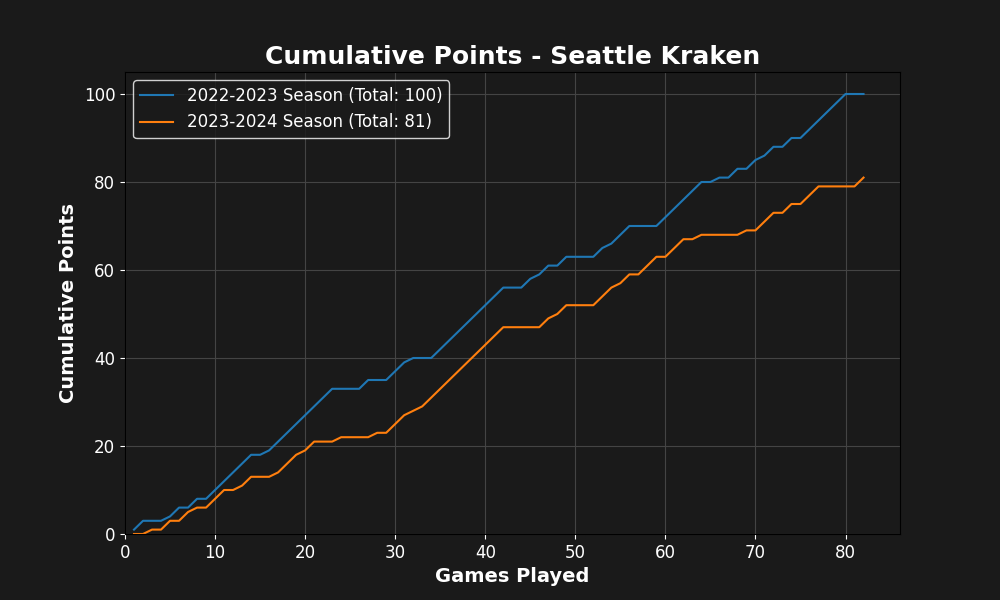 Cumulative Points - Seattle Kraken
2022-2023 Season (Total: 100)
2023-2024 Season (Total: 81)
Cumulative Points
100
80
60
40
20
0
0 10 20 30 40 50 60 70 80
Games Played